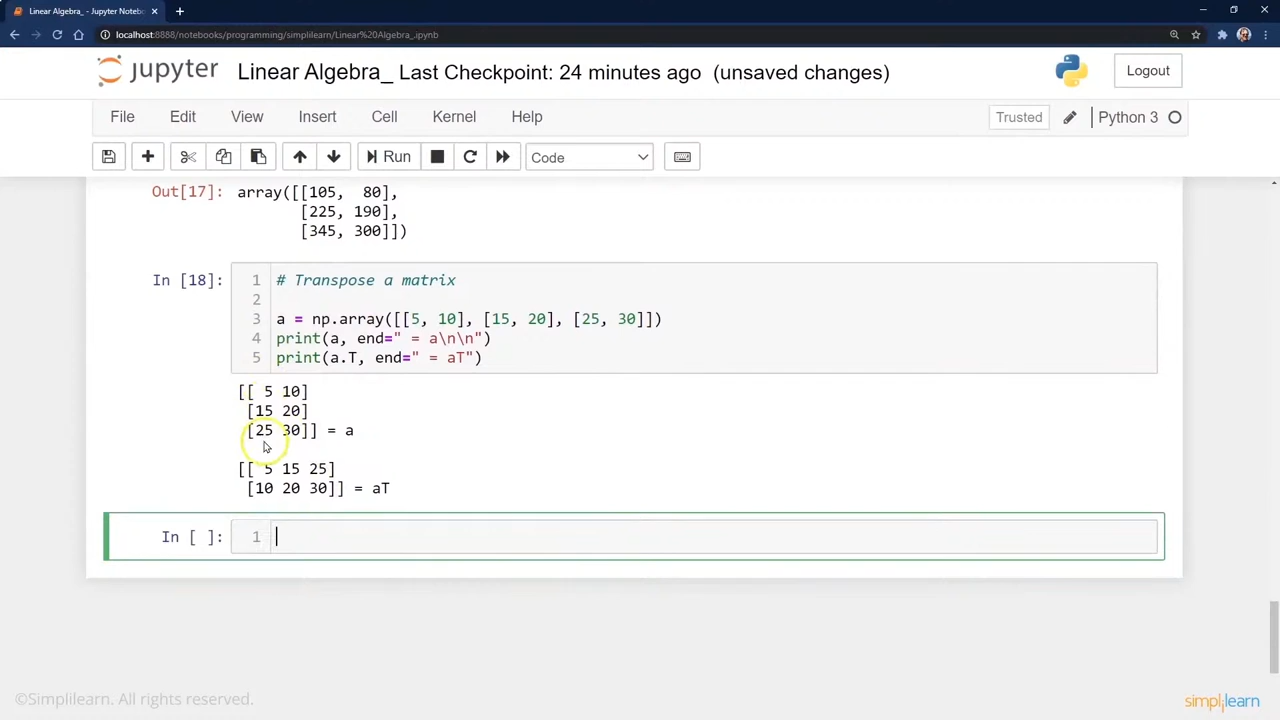 Linear Algebra_ - Jupyter Noteb
localhost:8888/notebooks/programming/simplilearn/Linear%20Algebra_.ipynb
jupyter Linear Algebra_ Last Checkpoint: 24 minutes ago (unsaved changes) Logout
File Edit View Insert Cell Kernel Help Trusted Python 3
Run Code
Out[17]: array([[105, 80],
[225, 190],
[345, 300]])
In [18]: 1 # Transpose a matrix
2
3 a = np.array([[5, 10], [15, 20], [25, 30]])
4 print(a, end=" = a\n\n")
5 print(a.T, end=" = aT")
[[ 5 10]
[15 20]
[25 30]] = a
[[ 5 15 25]
[10 20 30]] = aT
In [ ]: 1
©Simplilearn. All rights reserved.
simplilearn